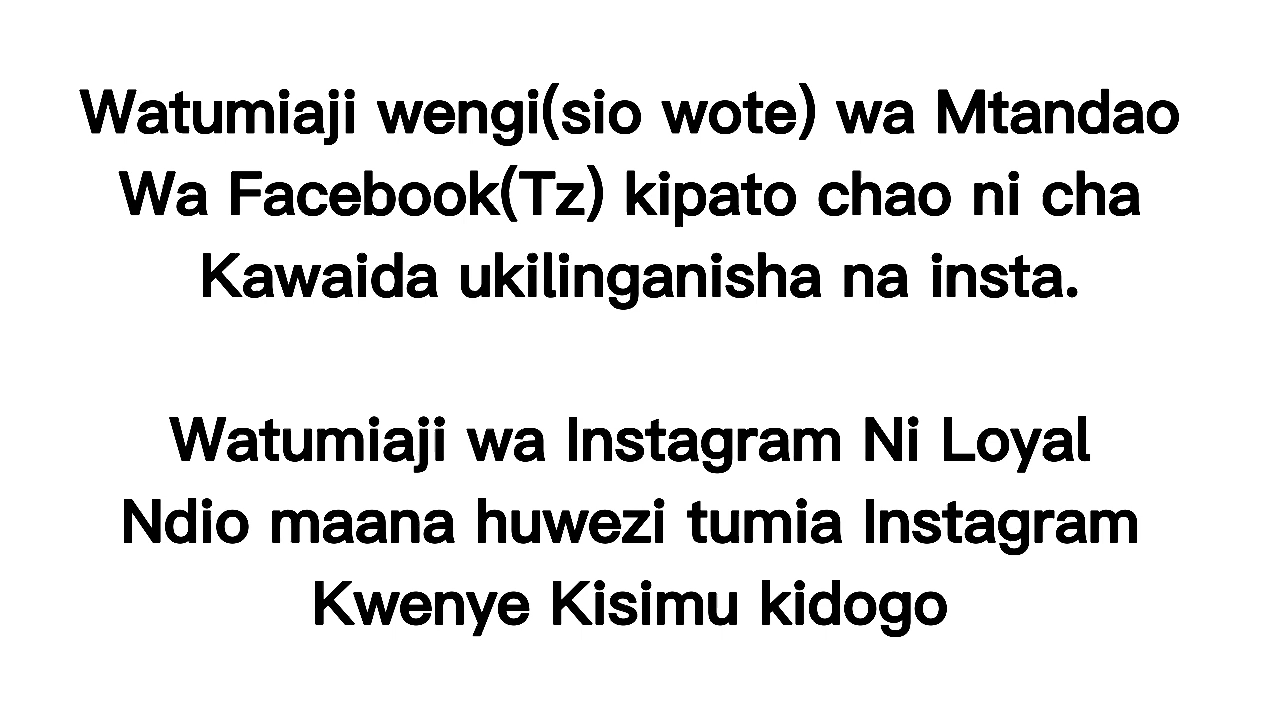 Watumiaji wengi(sio wote) wa Mtandao
Wa Facebook(Tz) kipato chao ni cha
Kawaida ukilinganisha na insta.
Watumiaji wa Instagram Ni Loyal
Ndio maana huwezi tumia Instagram
Kwenye Kisimu kidogo